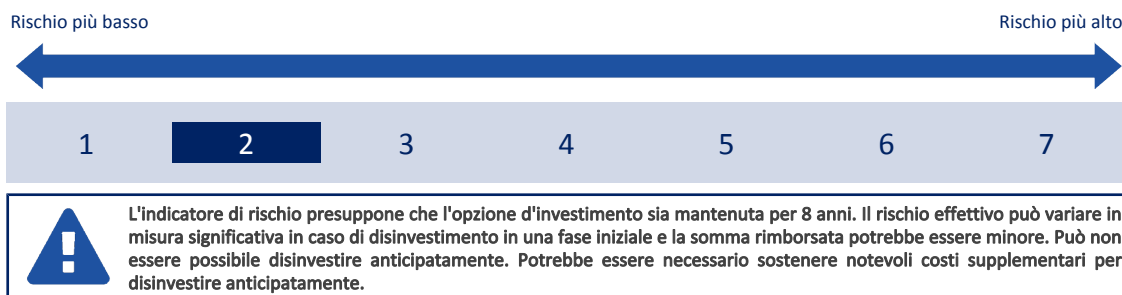 Rischio più basso Rischio più alto
1 2 3 4 5 6 7
L'indicatore di rischio presuppone che l'opzione d'investimento sia mantenuta per 8 anni. Il rischio effettivo può variare in
misura significativa in caso di disinvestimento in una fase iniziale e la somma rimborsata potrebbe essere minore. Può non
essere possibile disinvestire anticipatamente. Potrebbe essere necessario sostenere notevoli costi supplementari per
disinvestire anticipatamente.